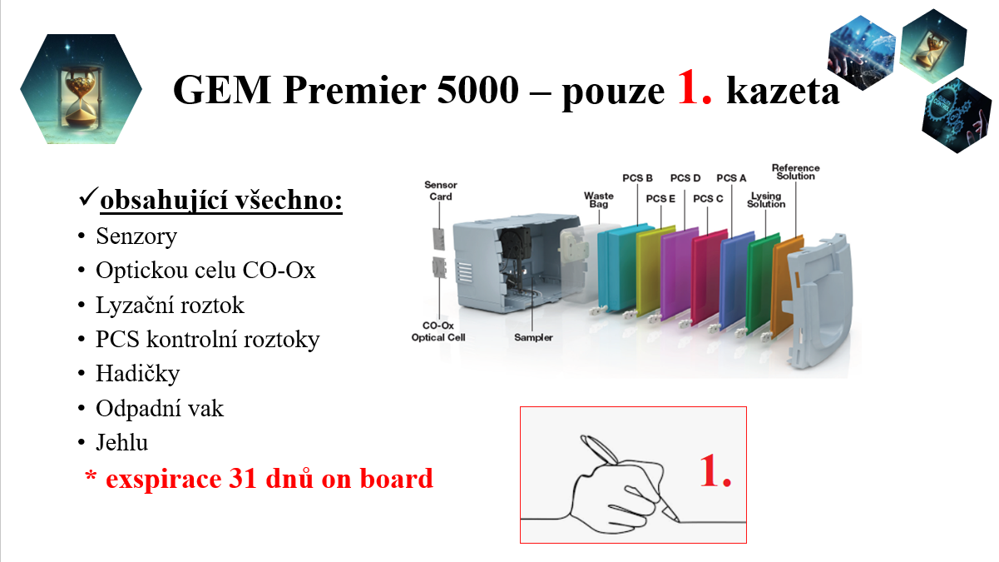 GEM Premier 5000 – pouze 1. kazeta
QUALITY
CONTROL
✓obsahující všechno:
• Senzory
• Optickou celu CO-Ox
• Lyzační roztok
• PCS kontrolní roztoky
• Hadičky
• Odpadní vak
• Jehlu
* exspirace 31 dnů on board
Sensor
Card
Waste
Bag
PCS B
PCS E
PCS D
PCS C
PCS A
Lysing
Solution
Reference
Solution
CO-Ox
Optical Cell
Sampler
1.